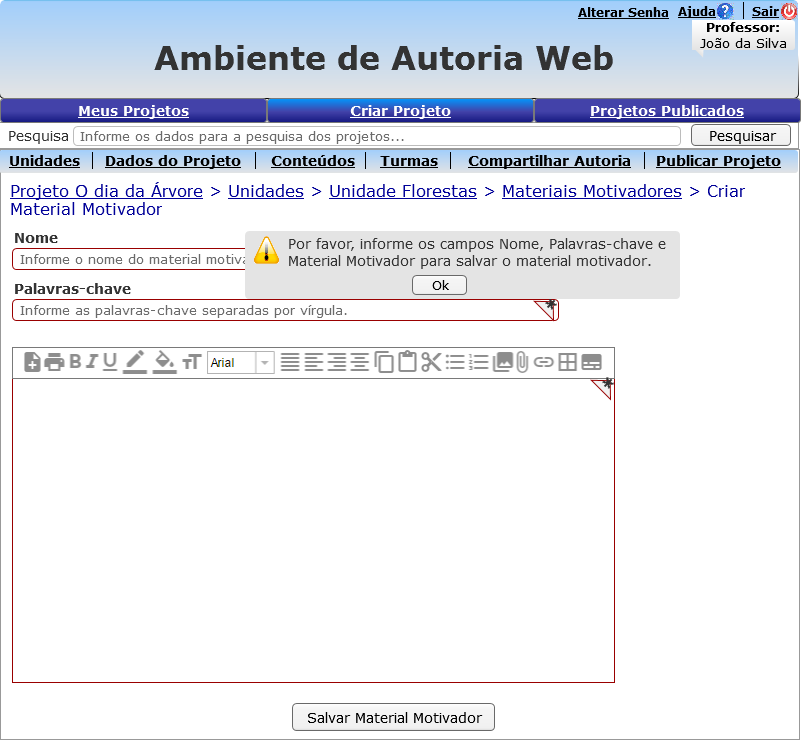 Alterar Senha Ajuda Sair
Professor:
João da Silva
Ambiente de Autoria Web
Meus Projetos Criar Projeto Projetos Publicados
Pesquisa Informe os dados para a pesquisa dos projetos... Pesquisar
Unidades Dados do Projeto Conteúdos Turmas Compartilhar Autoria Publicar Projeto
Projeto O dia da Árvore > Unidades > Unidade Florestas > Materiais Motivadores > Criar
Material Motivador
Nome
Informe o nome do material
Por favor, informe os campos Nome, Palavras-chave e
Material Motivador para salvar o material motivador.
Ok
Palavras-chave
Informe as palavras-chave separadas por vírgula.
B I U Arial
Salvar Material Motivador